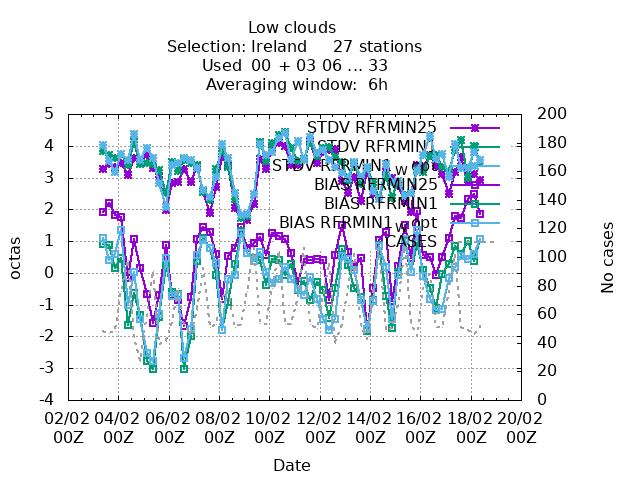 Low clouds
Selection: Ireland     27 stations
Used  00 + 03 06 ... 33
Averaging window:  6h
STDV RFRMIN25
STDV RFRMIN1
STDV RFRMIN1_w_opt
BIAS RFRMIN25
BIAS RFRMIN1
BIAS RFRMIN1_w_opt
CASES
5
4
3
2
1
0
-1
-2
-3
-4
octas
200
180
160
140
120
100
80
60
40
20
0
No cases
02/02 04/02 06/02 08/02 10/02 12/02 14/02 16/02 18/02 20/02
00Z 00Z 00Z 00Z 00Z 00Z 00Z 00Z 00Z 00Z
Date